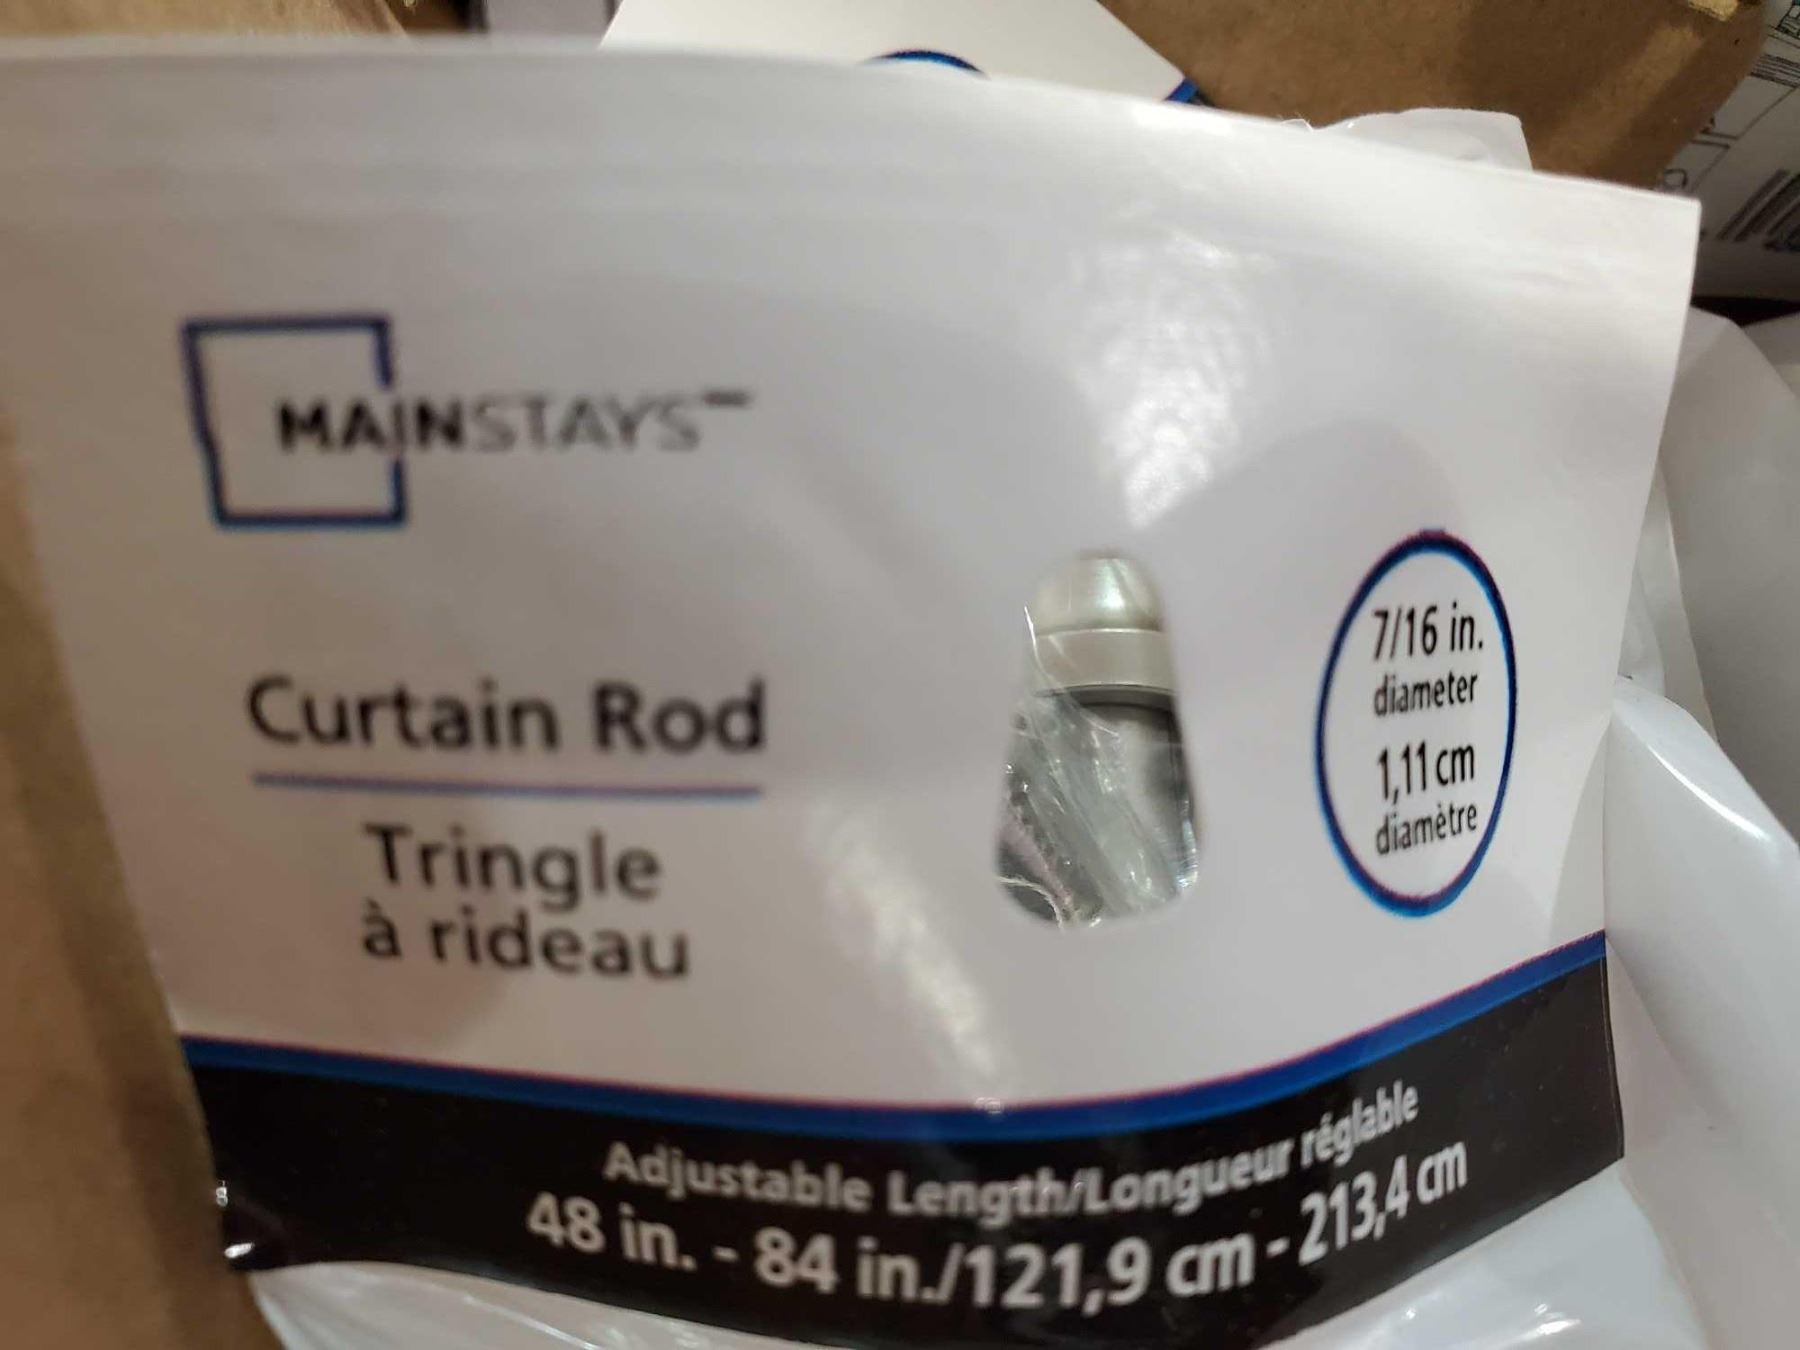 MAINSTAYS™
Curtain Rod
Tringle
à rideau
7/16 in.
diameter
1,11 cm
diamètre
Adjustable Length/Longueur réglable
48 in. - 84 in./121,9 cm - 213,4 cm